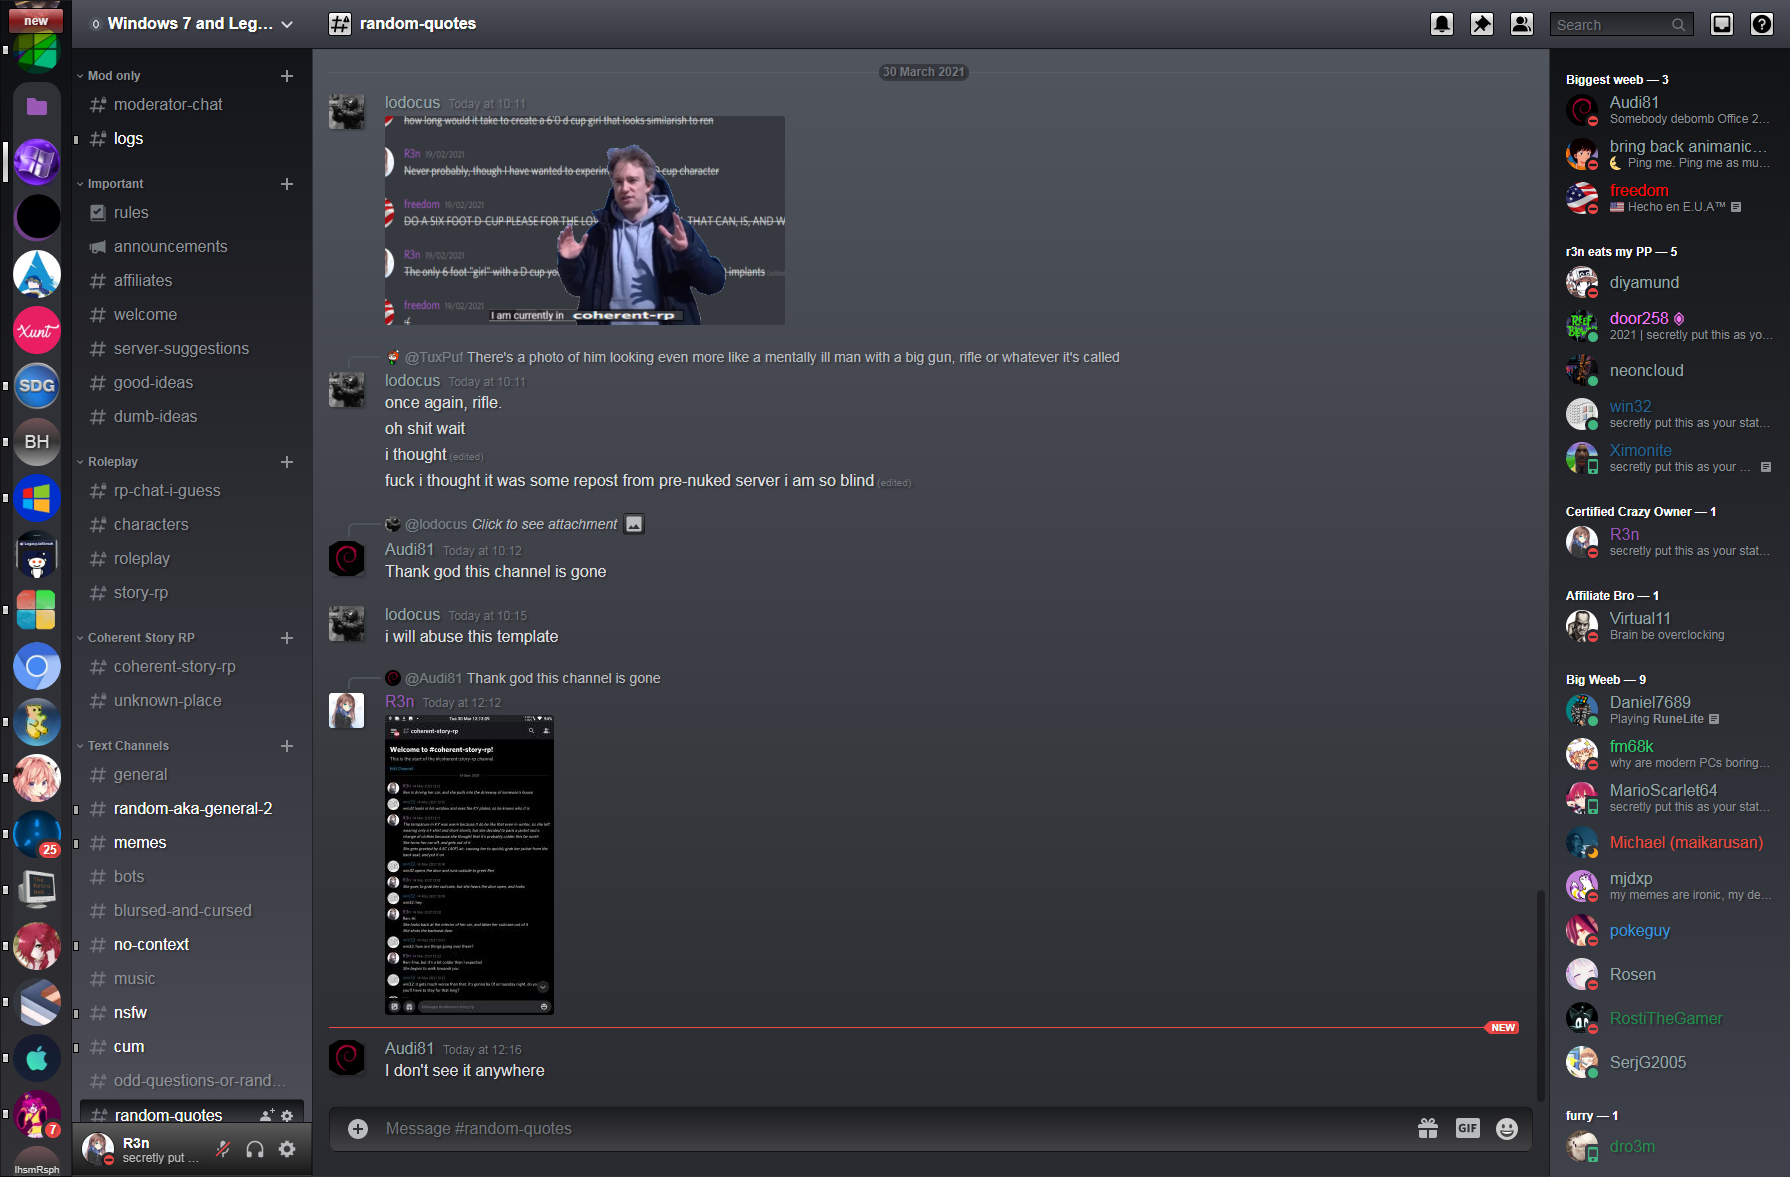 new
Windows 7 and Leg...
random-quotes
Search
Mod only
moderator-chat
logs
Important
rules
announcements
affiliates
welcome
server-suggestions
good-ideas
dumb-ideas
Roleplay
rp-chat-i-guess
characters
roleplay
story-rp
Coherent Story RP
coherent-story-rp
unknown-place
Text Channels
general
random-aka-general-2
memes
bots
blursed-and-cursed
no-context
music
nsfw
cum
odd-questions-or-rand...
random-quotes
R3n
secretly put ...
Xunt
SDG
BH
25
7
lhsmRsph
30 March 2021
lodocus Today at 10:11
how long would it take to create a 6'0 d cup girl that looks similarish to ren
R3n 19/02/2021
Never probably, though I have wanted to experim cup character
freedom 19/02/2021
DO A SIX FOOT D-CUP PLEASE FOR THE LOV THAT CAN, IS, AND W
R3n 19/02/2021
The only 6 foot "girl" with a D cup yo implants
freedom 19/02/2021
I am currently in coherent-rp
@TuxPuf There's a photo of him looking even more like a mentally ill man with a big gun, rifle or whatever it's called
lodocus Today at 10:11
once again, rifle.
oh shit wait
i thought (edited)
fuck i thought it was some repost from pre-nuked server i am so blind (edited)
@lodocus Click to see attachment
Audi81 Today at 10:12
Thank god this channel is gone
lodocus Today at 10:15
i will abuse this template
@Audi81 Thank god this channel is gone
R3n Today at 12:12
Tue 30 Mar 12:13:09
coherent-story-rp
Welcome to #coherent-story-rp!
This is the start of the #coherent-story-rp channel.
Edit Channel
NEW
Audi81 Today at 12:16
I don't see it anywhere
Message #random-quotes
GIF
Biggest weeb — 3
Audi81
Somebody debomb Office 2...
bring back animanic...
Ping me. Ping me as mu...
freedom
Hecho en E.U.A™
r3n eats my PP — 5
diyamund
door258
2021 | secretly put this as yo...
neoncloud
win32
secretly put this as your stat...
Ximonite
secretly put this as your ...
Certified Crazy Owner — 1
R3n
secretly put this as your stat...
Affiliate Bro — 1
Virtual11
Brain be overclocking
Big Weeb — 9
Daniel7689
Playing RuneLite
fm68k
why are modern PCs boring...
MarioScarlet64
secretly put this as your stat...
Michael (maikarusan)
mjdxp
my memes are ironic, my de...
pokeguy
Rosen
RostiTheGamer
SerjG2005
furry — 1
dro3m